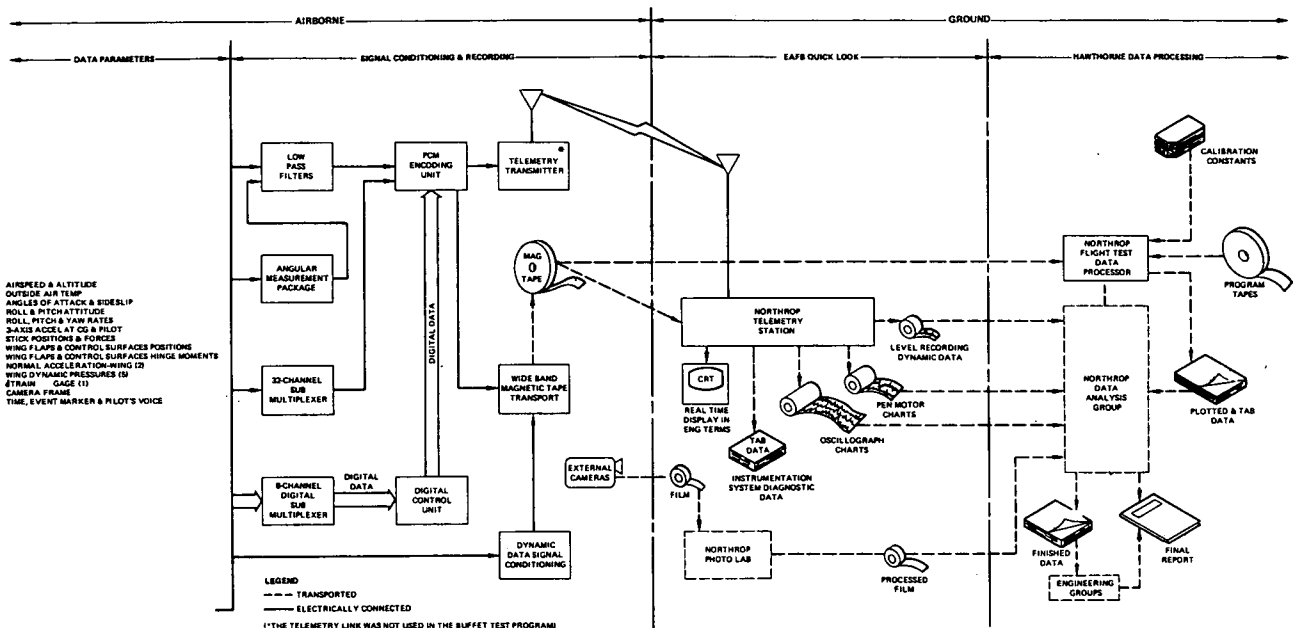 AIRBORNE
GROUND
DATA PARAMETERS
SIGNAL CONDITIONING & RECORDING
EAFB QUICK LOOK
HAWTHORNE DATA PROCESSING
LOW
PASS
FILTERS
PCM
ENCODING
UNIT
TELEMETRY
TRANSMITTER
*
ANGULAR
MEASUREMENT
PACKAGE
MAG
TAPE
DIGITAL DATA
AIRSPEED & ALTITUDE
OUTSIDE AIR TEMP
ANGLES OF ATTACK & SIDESLIP
ROLL & PITCH ATTITUDE
ROLL, PITCH & YAW RATES
3-AXIS ACCEL AT CG & PILOT
STICK POSITIONS & FORCES
WING FLAPS & CONTROL SURFACES POSITIONS
WING FLAPS & CONTROL SURFACES HINGE MOMENTS
NORMAL ACCELERATION-WING (2)
WING DYNAMIC PRESSURES (5)
STRAIN GAGE (1)
CAMERA FRAME
TIME, EVENT MARKER & PILOT'S VOICE
32-CHANNEL
SUB
MULTIPLEXER
WIDE BAND
MAGNETIC TAPE
TRANSPORT
8-CHANNEL
DIGITAL
SUB
MULTIPLEXER
DIGITAL
DATA
DIGITAL
CONTROL
UNIT
DYNAMIC
DATA SIGNAL
CONDITIONING
LEGEND
TRANSPORTED
ELECTRICALLY CONNECTED
(*THE TELEMETRY LINK WAS NOT USED IN THE BUFFET TEST PROGRAM)
NORTHROP
TELEMETRY
STATION
LEVEL RECORDING
DYNAMIC DATA
CRT
REAL TIME
DISPLAY IN
ENG TERMS
PEN MOTOR
CHARTS
OSCILLOGRAPH
CHARTS
TAB
DATA
INSTRUMENTATION
SYSTEM DIAGNOSTIC
DATA
EXTERNAL
CAMERAS
FILM
NORTHROP
PHOTO LAB
PROCESSED
FILM
CALIBRATION
CONSTANTS
NORTHROP
FLIGHT TEST
DATA
PROCESSOR
PROGRAM
TAPES
NORTHROP
DATA
ANALYSIS
GROUP
PLOTTED & TAB
DATA
FINISHED
DATA
FINAL
REPORT
ENGINEERING
GROUPS